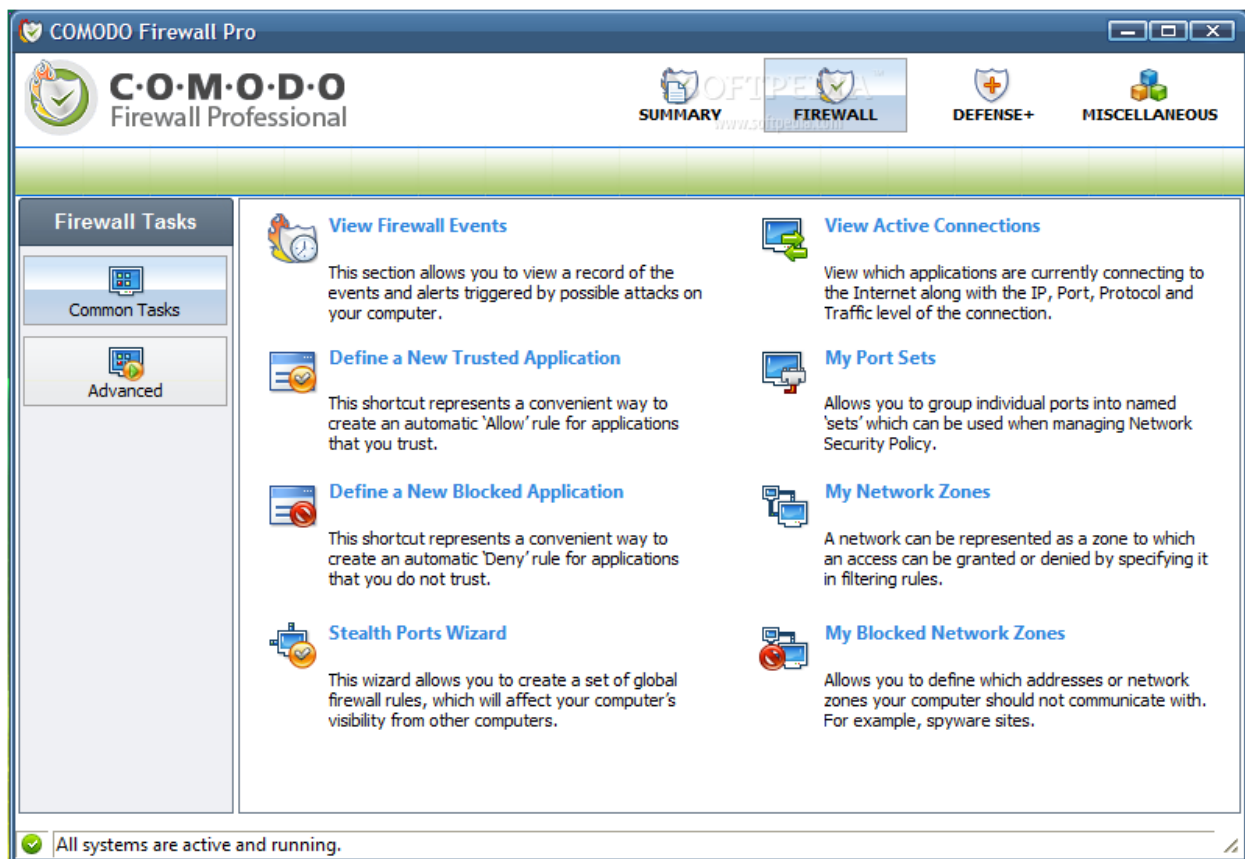 COMODO Firewall Pro
C·O·M·O·D·O
Firewall Professional
SUMMARY
FIREWALL
DEFENSE+
MISCELLANEOUS
SOFTPEDIA
www.softpedia.com
Firewall Tasks
Common Tasks
Advanced
View Firewall Events
This section allows you to view a record of the
events and alerts triggered by possible attacks on
your computer.
Define a New Trusted Application
This shortcut represents a convenient way to
create an automatic 'Allow' rule for applications
that you trust.
Define a New Blocked Application
This shortcut represents a convenient way to
create an automatic 'Deny' rule for applications
that you do not trust.
Stealth Ports Wizard
This wizard allows you to create a set of global
firewall rules, which will affect your computer's
visibility from other computers.
View Active Connections
View which applications are currently connecting to
the Internet along with the IP, Port, Protocol and
Traffic level of the connection.
My Port Sets
Allows you to group individual ports into named
'sets' which can be used when managing Network
Security Policy.
My Network Zones
A network can be represented as a zone to which
an access can be granted or denied by specifying it
in filtering rules.
My Blocked Network Zones
Allows you to define which addresses or network
zones your computer should not communicate with.
For example, spyware sites.
All systems are active and running.